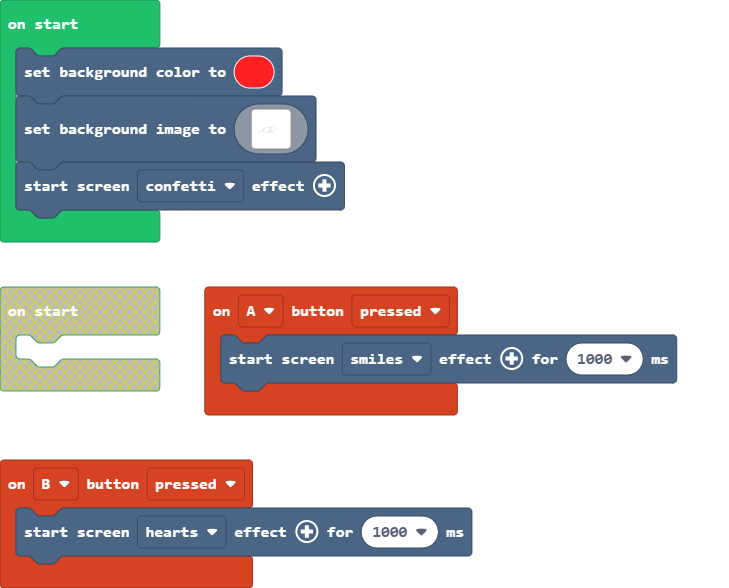 on start
set background color to
set background image to
start screen confetti effect
on start
on A button pressed
start screen smiles effect for 1000 ms
on B button pressed
start screen hearts effect for 1000 ms